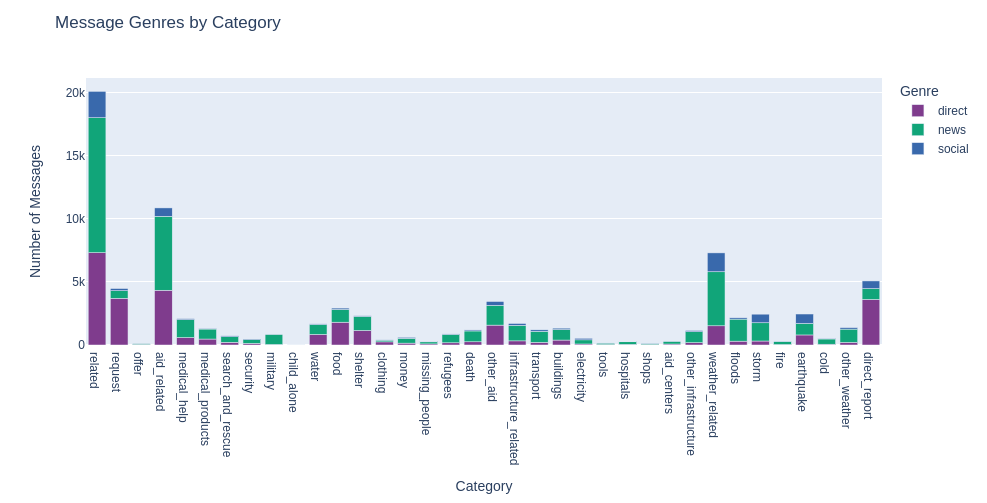 Message Genres by Category
Number of Messages
20k
15k
10k
5k
0
related
request
offer
aid_related
medical_help
medical_products
search_and_rescue
security
military
child_alone
water
food
shelter
clothing
money
missing_people
refugees
death
other_aid
infrastructure_related
transport
buildings
electricity
tools
hospitals
shops
aid_centers
other_infrastructure
weather_related
floods
storm
fire
earthquake
cold
other_weather
direct_report
Category
Genre
direct
news
social